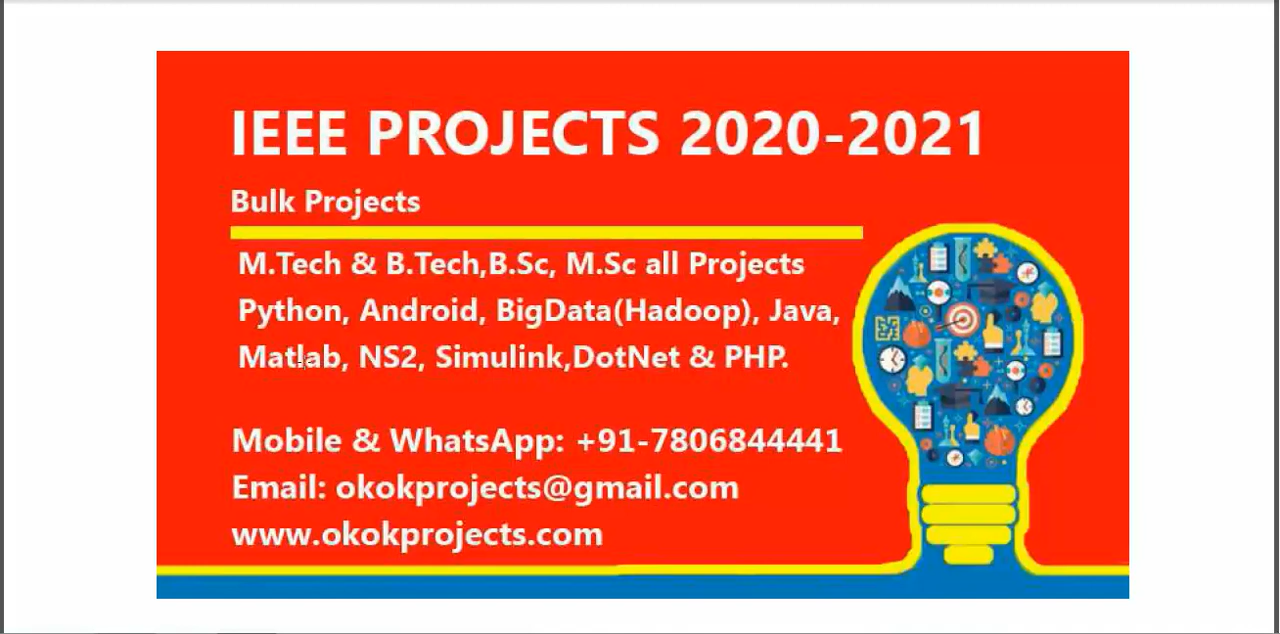 IEEE PROJECTS 2020-2021
Bulk Projects
M.Tech & B.Tech,B.Sc, M.Sc all Projects
Python, Android, BigData(Hadoop), Java,
Matlab, NS2, Simulink,DotNet & PHP.
Mobile & WhatsApp: +91-7806844441
Email: okokprojects@gmail.com
www.okokprojects.com